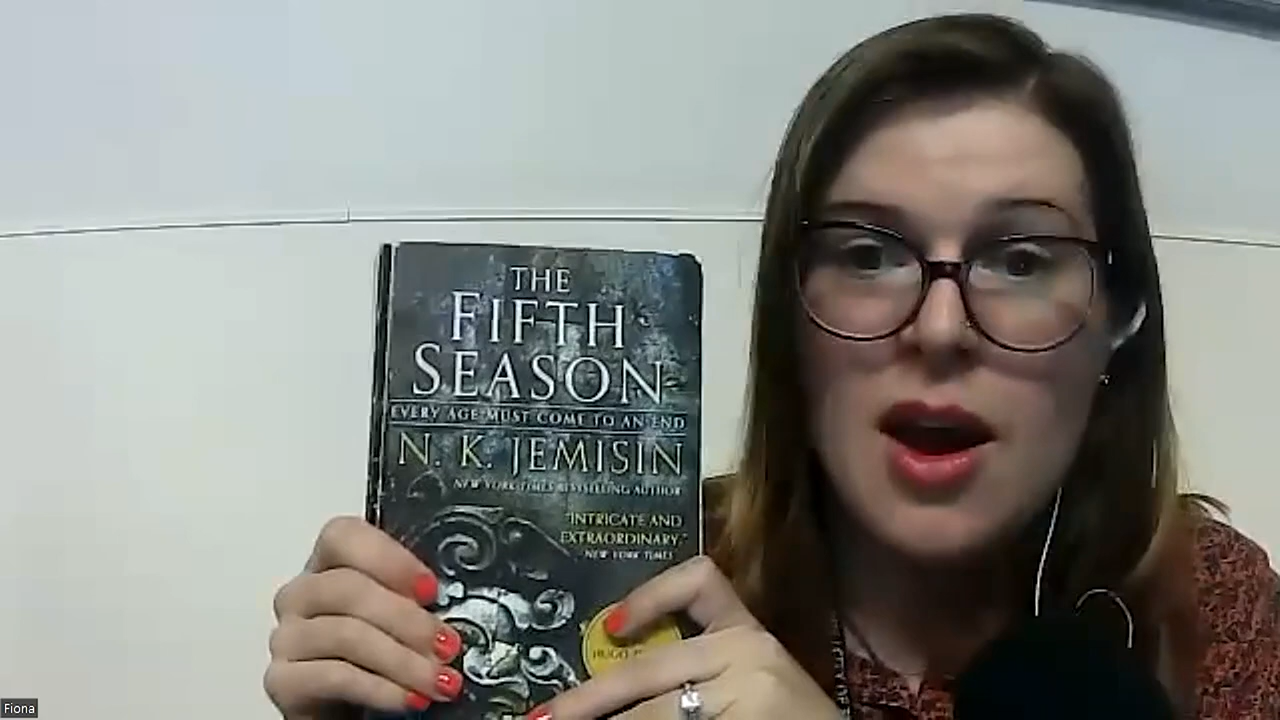 THE
FIFTH
SEASON
EVERY AGE MUST COME TO AN END
N. K. JEMISIN
NEW YORK TIMES BESTSELLING AUTHOR
"INTRICATE AND
EXTRAORDINARY."
NEW YORK TIMES
HUGO
Fiona